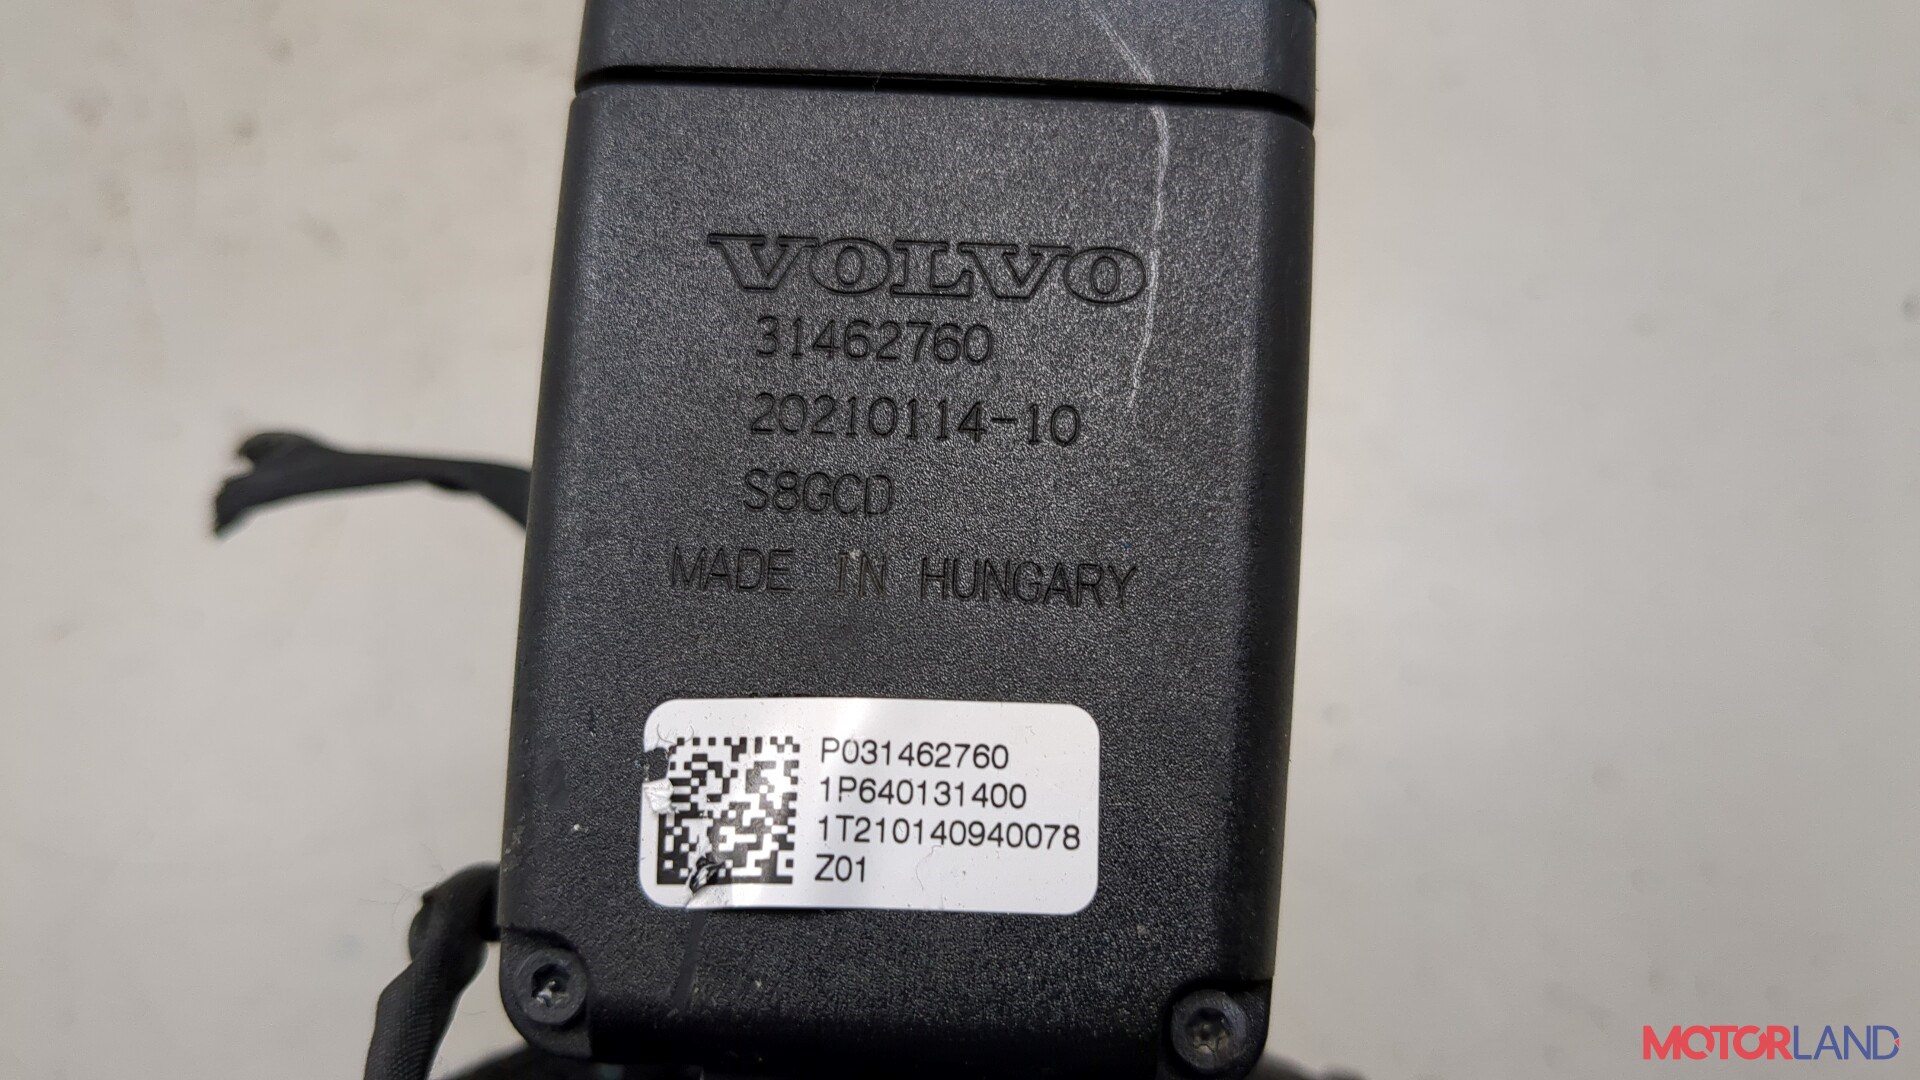 VOLVO
31462760
20210114-10
S8GCD
MADE IN HUNGARY
P031462760
1P640131400
1T210140940078
Z01
MOTORLAND